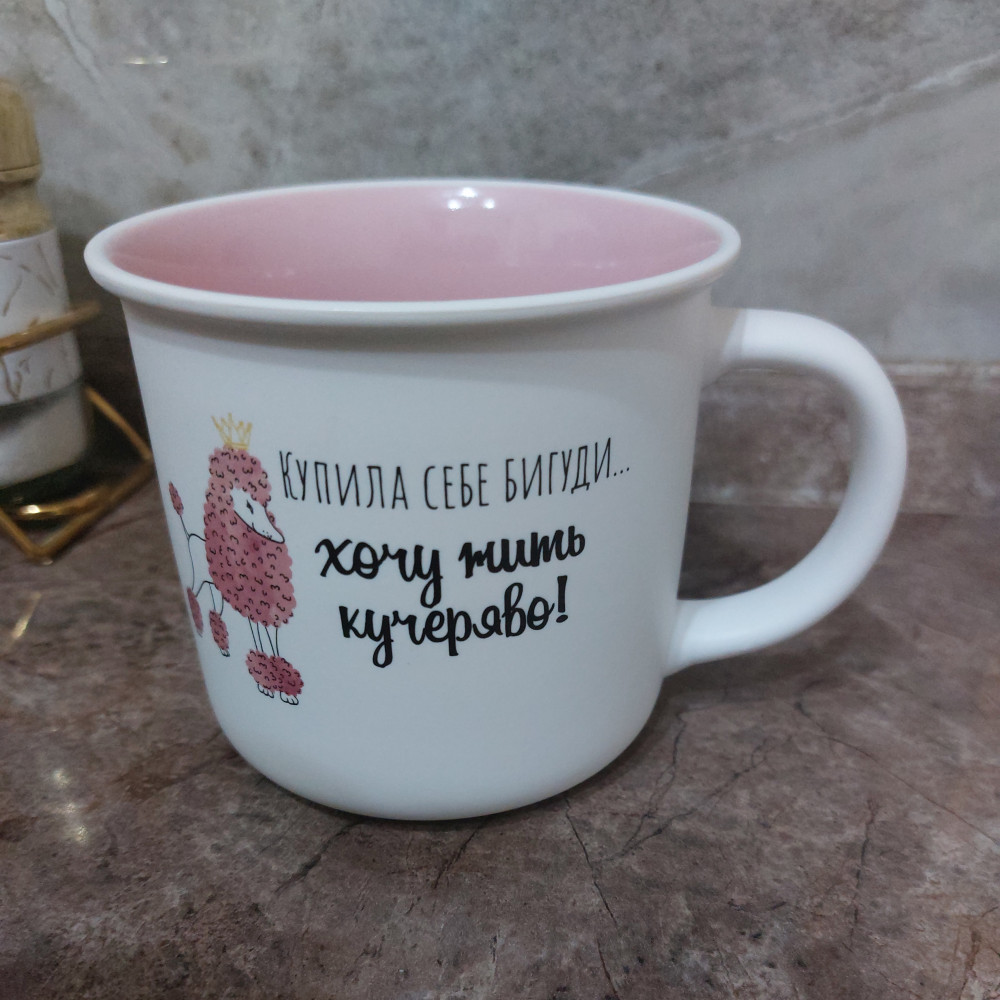 Купила себе бигуди...
хочу жить
кучеряво!